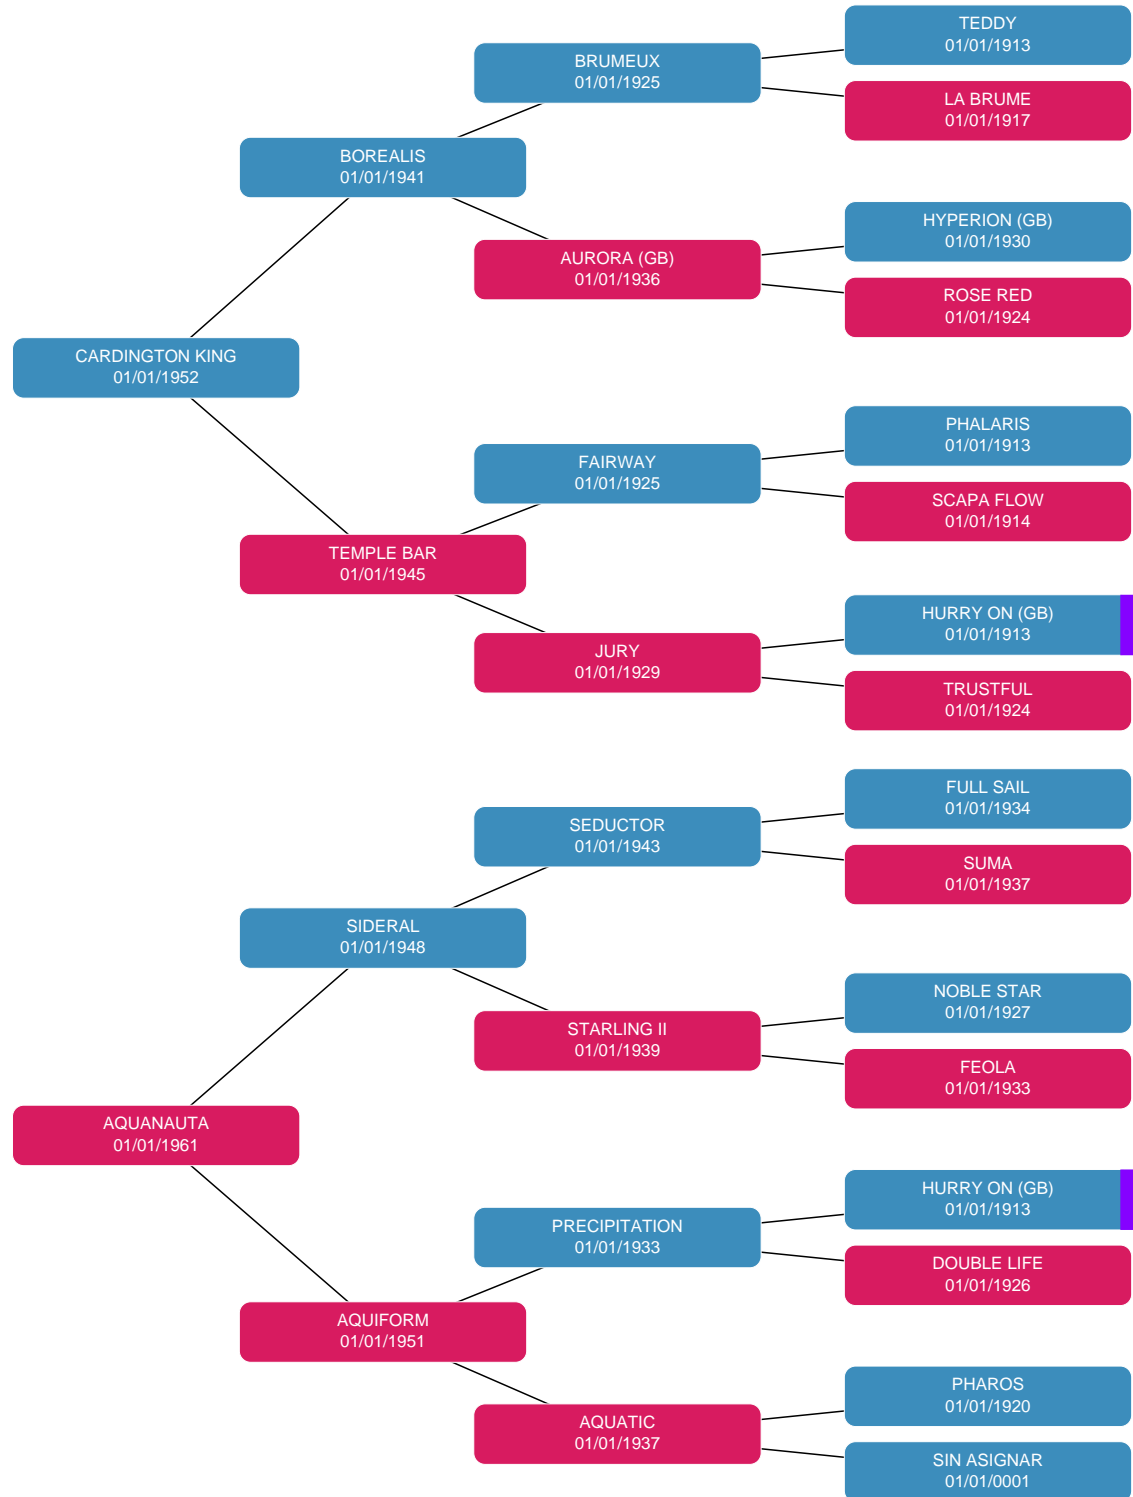 TEDDY
01/01/1913
BRUMEUX
01/01/1925
LA BRUME
01/01/1917
BOREALIS
01/01/1941
HYPERION (GB)
01/01/1930
AURORA (GB)
01/01/1936
ROSE RED
01/01/1924
CARDINGTON KING
01/01/1952
PHALARIS
01/01/1913
FAIRWAY
01/01/1925
SCAPA FLOW
01/01/1914
TEMPLE BAR
01/01/1945
HURRY ON (GB)
01/01/1913
JURY
01/01/1929
TRUSTFUL
01/01/1924
FULL SAIL
01/01/1934
SEDUCTOR
01/01/1943
SUMA
01/01/1937
SIDERAL
01/01/1948
NOBLE STAR
01/01/1927
STARLING II
01/01/1939
FEOLA
01/01/1933
AQUANAUTA
01/01/1961
HURRY ON (GB)
01/01/1913
PRECIPITATION
01/01/1933
DOUBLE LIFE
01/01/1926
AQUIFORM
01/01/1951
PHAROS
01/01/1920
AQUATIC
01/01/1937
SIN ASIGNAR
01/01/0001